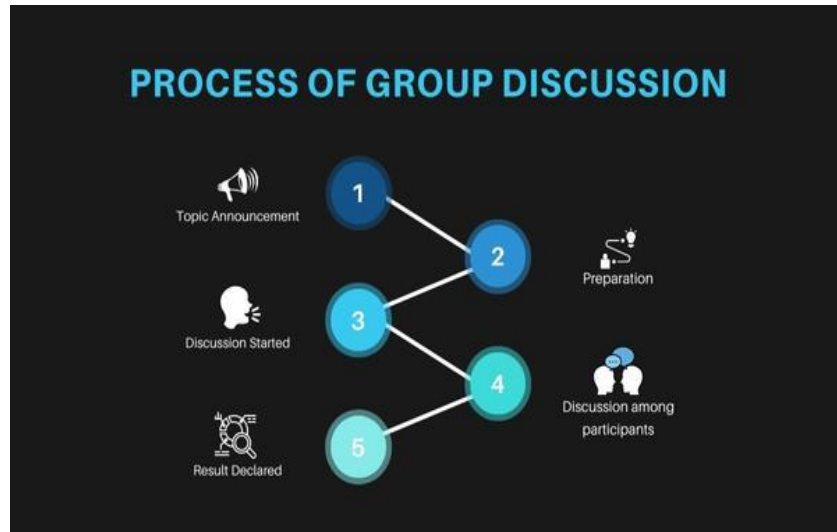 PROCESS OF GROUP DISCUSSION
1
Topic Announcement
2
Preparation
3
Discussion Started
4
Discussion among
participants
5
Result Declared